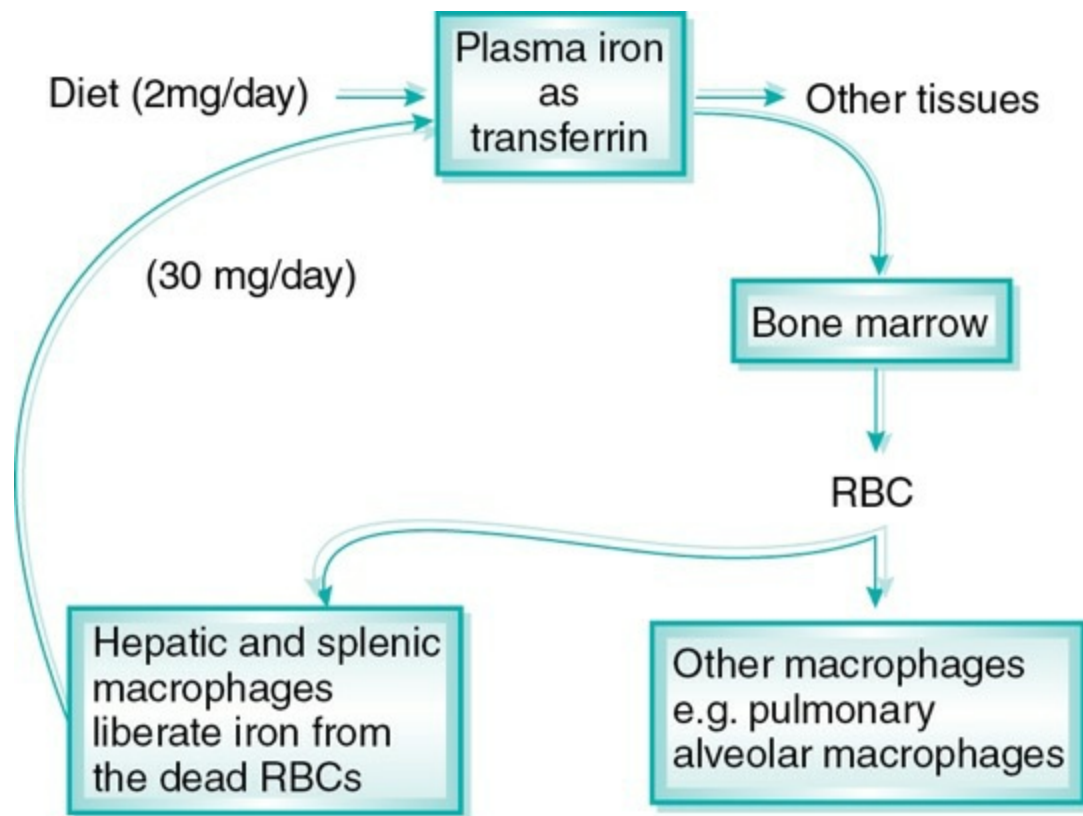 Plasma iron
as
transferrin
Diet (2mg/day)
Other tissues
(30 mg/day)
Bone marrow
RBC
Hepatic and splenic
macrophages
liberate iron from
the dead RBCs
Other macrophages
e.g. pulmonary
alveolar macrophages